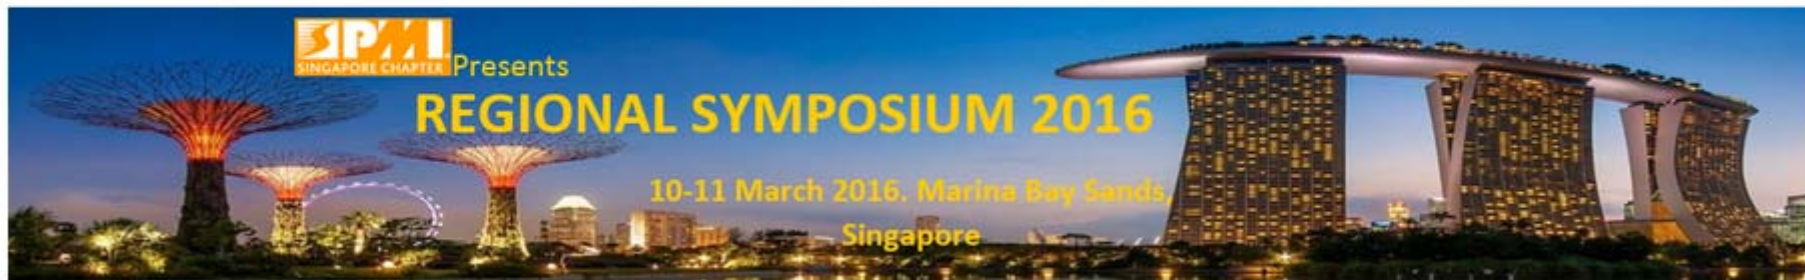 SPMI
SINGAPORE CHAPTER
Presents
REGIONAL SYMPOSIUM 2016
10-11 March 2016. Marina Bay Sands,
Singapore